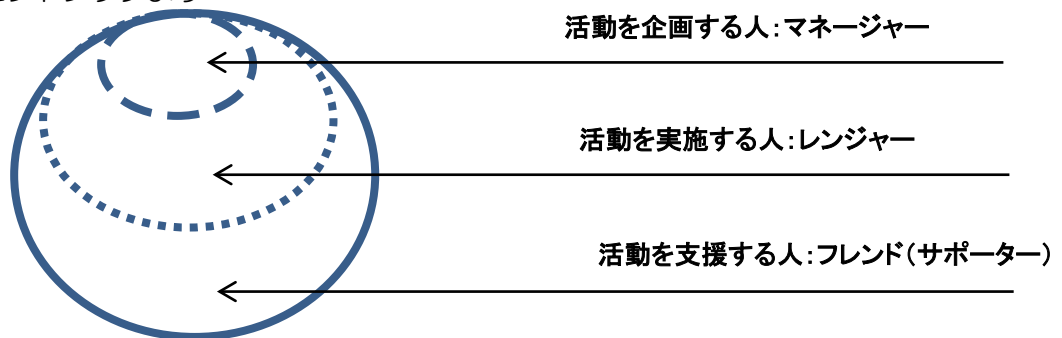 活動を企画する人：マネージャー
活動を実施する人：レンジャー
活動を支援する人：フレンド（サポーター）